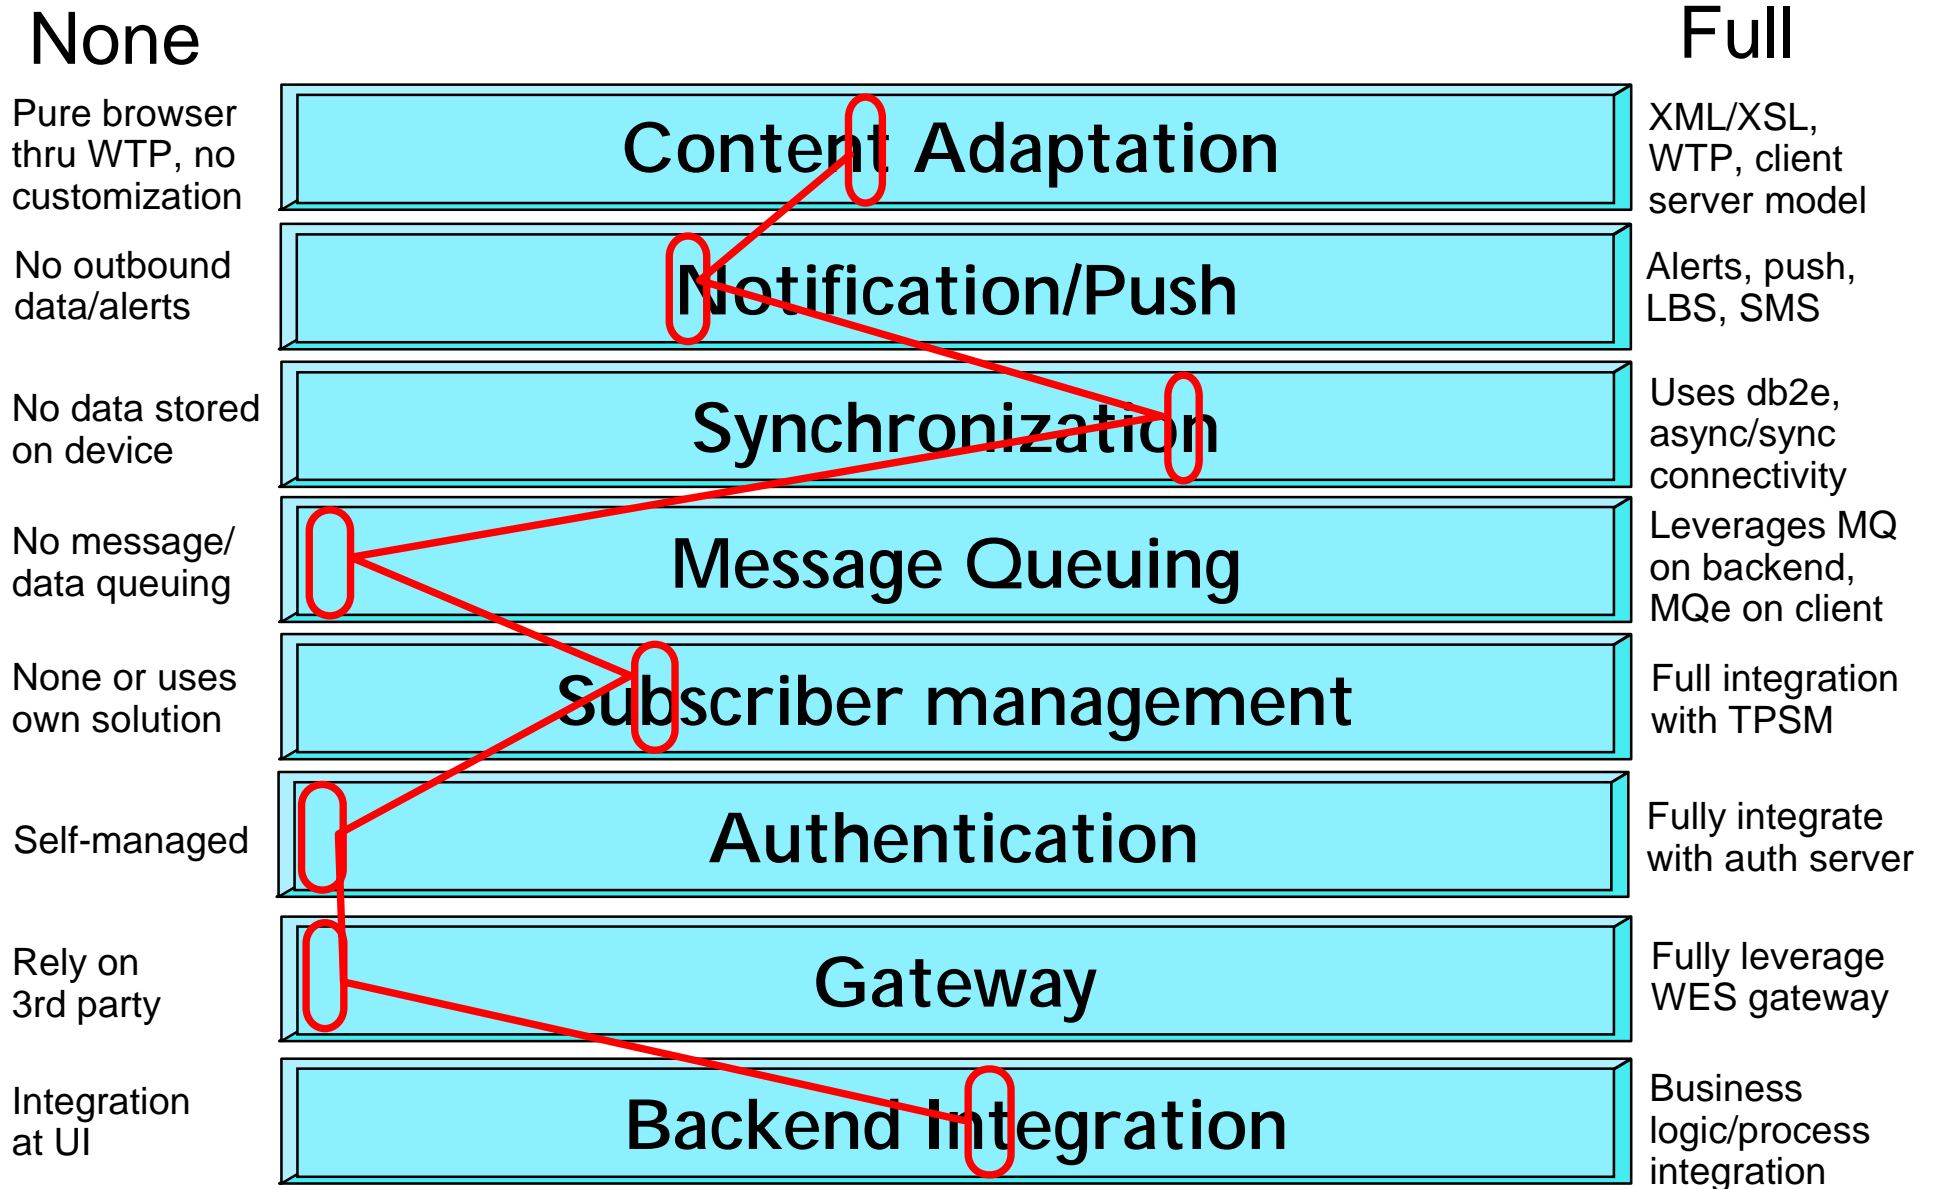 None
Full
Pure browser
thru WTP, no
customization
Content Adaptation
XML/XSL,
WTP, client
server model
No outbound
data/alerts
Notification/Push
Alerts, push,
LBS, SMS
No data stored
on device
Synchronization
Uses db2e,
async/sync
connectivity
No message/
data queuing
Message Queuing
Leverages MQ
on backend,
MQe on client
None or uses
own solution
Subscriber management
Full integration
with TPSM
Self-managed
Authentication
Fully integrate
with auth server
Rely on
3rd party
Gateway
Fully leverage
WES gateway
Integration
at UI
Backend Integration
Business
logic/process
integration